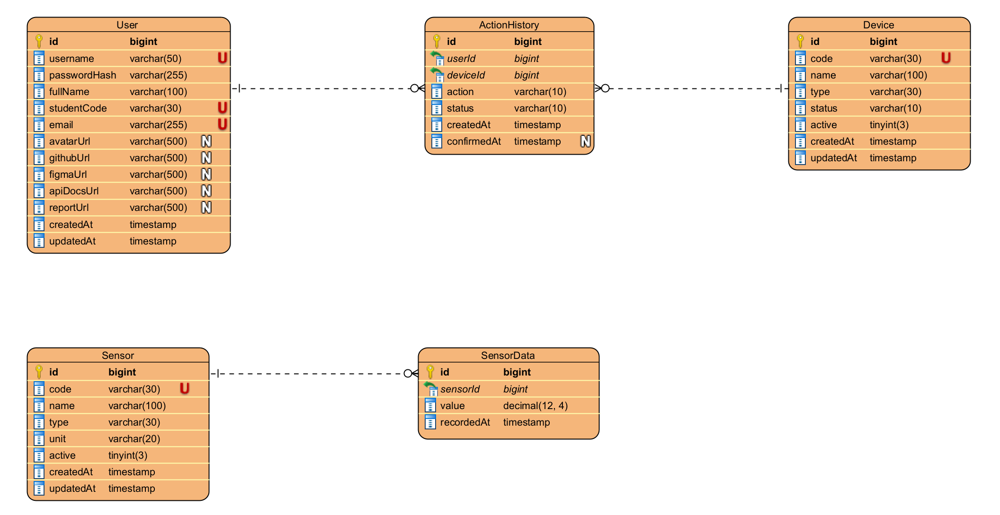 User
id bigint
username varchar(50) U
passwordHash varchar(255)
fullName varchar(100)
studentCode varchar(30) U
email varchar(255) U
avatarUrl varchar(500) N
githubUrl varchar(500) N
figmaUrl varchar(500) N
apiDocsUrl varchar(500) N
reportUrl varchar(500) N
createdAt timestamp
updatedAt timestamp
ActionHistory
id bigint
userId bigint
deviceId bigint
action varchar(10)
status varchar(10)
createdAt timestamp
confirmedAt timestamp N
Device
id bigint
code varchar(30) U
name varchar(100)
type varchar(30)
status varchar(10)
active tinyint(3)
createdAt timestamp
updatedAt timestamp
Sensor
id bigint
code varchar(30) U
name varchar(100)
type varchar(30)
unit varchar(20)
active tinyint(3)
createdAt timestamp
updatedAt timestamp
SensorData
id bigint
sensorId bigint
value decimal(12, 4)
recordedAt timestamp